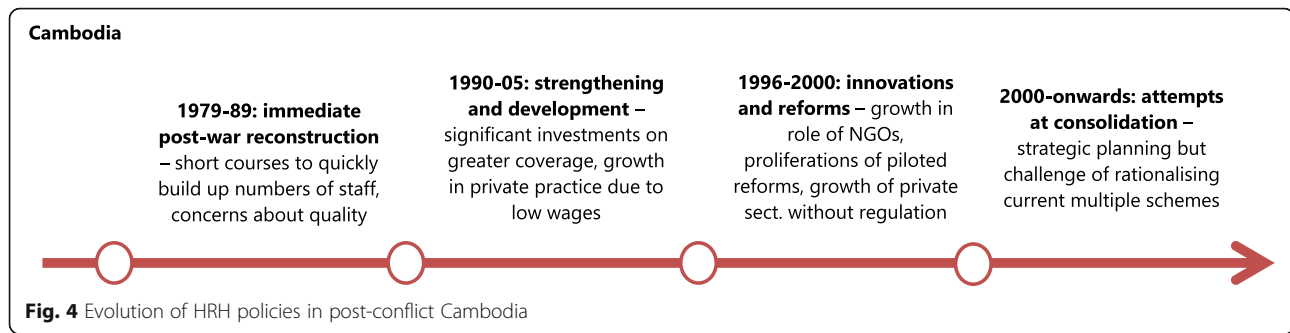 Cambodia
1979-89: immediate
post-war reconstruction
– short courses to quickly
build up numbers of staff,
concerns about quality
1990-05: strengthening
and development –
significant investments on
greater coverage, growth
in private practice due to
low wages
1996-2000: innovations
and reforms – growth in
role of NGOs,
proliferations of piloted
reforms, growth of private
sect. without regulation
2000-onwards: attempts
at consolidation –
strategic planning but
challenge of rationalising
current multiple schemes
Fig. 4 Evolution of HRH policies in post-conflict Cambodia